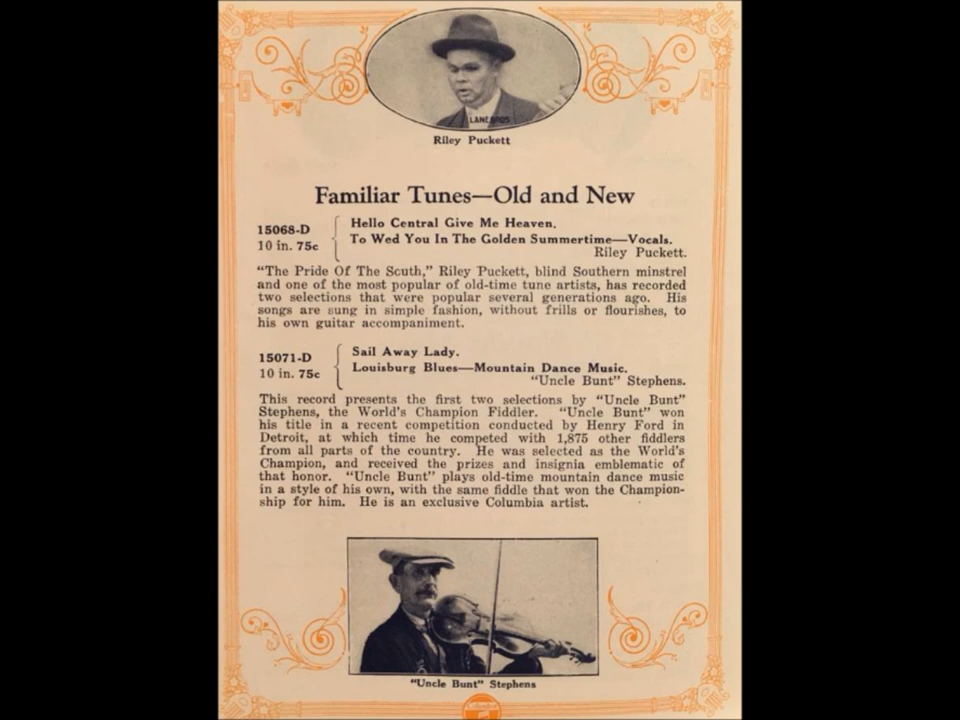 LANE BROS
Riley Puckett
Familiar Tunes—Old and New
15068-D
10 in. 75c
Hello Central Give Me Heaven.
To Wed You In The Golden Summertime—Vocals.
Riley Puckett.
“The Pride Of The South,” Riley Puckett, blind Southern minstrel
and one of the most popular of old-time tune artists, has recorded
two selections that were popular several generations ago. His
songs are sung in simple fashion, without frills or flourishes, to
his own guitar accompaniment.
15071-D
10 in. 75c
Sail Away Lady.
Louisburg Blues—Mountain Dance Music.
“Uncle Bunt” Stephens.
This record presents the first two selections by “Uncle Bunt”
Stephens, the World’s Champion Fiddler. “Uncle Bunt” won
his title in a recent competition conducted by Henry Ford in
Detroit, at which time he competed with 1,875 other fiddlers
from all parts of the country. He was selected as the World’s
Champion, and received the prizes and insignia emblematic of
that honor. “Uncle Bunt” plays old-time mountain dance music
in a style of his own, with the same fiddle that won the Champion-
ship for him. He is an exclusive Columbia artist.
“Uncle Bunt” Stephens